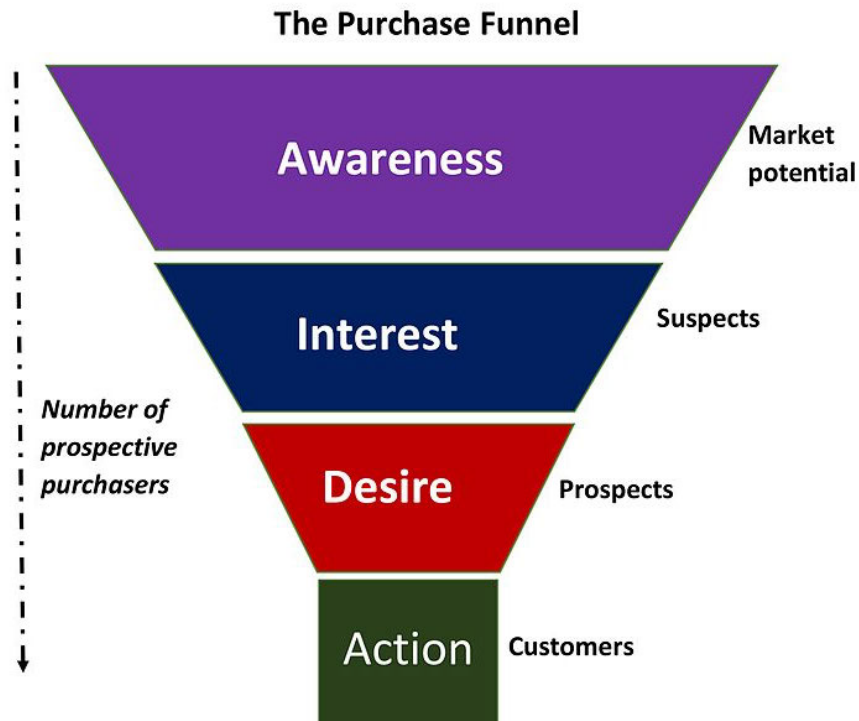 The Purchase Funnel
Awareness
Market
potential
Interest
Suspects
Number of
prospective
purchasers
Desire
Prospects
Action
Customers